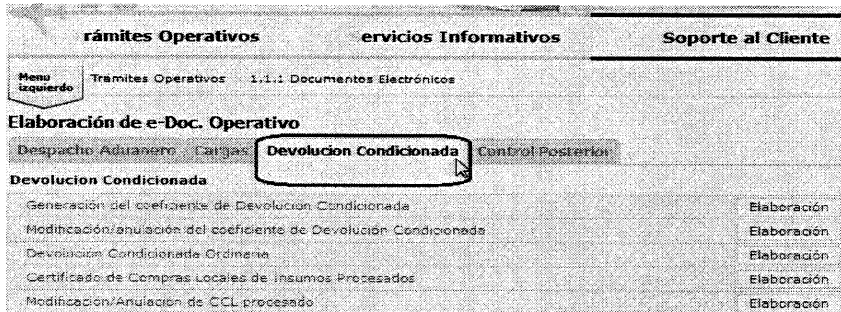 rámites Operativos ervicios Informativos Soporte al Cliente
Menu izquierdo Tramites Operativos 1.1.1 Documentos Electrónicos
Elaboración de e-Doc. Operativo
Despacho Aduanero Cargas Devolucion Condicionada Control Posterior
Devolucion Condicionada
Generación del coeficiente de Devolución Condicionada Elaboración
Modificación/anulación del coeficiente de Devolución Condicionada Elaboración
Devolución Condicionada Ordinaria Elaboración
Certificado de Compras Locales de Insumos Procesados Elaboración
Modificación/Anulación de CCL procesado Elaboración